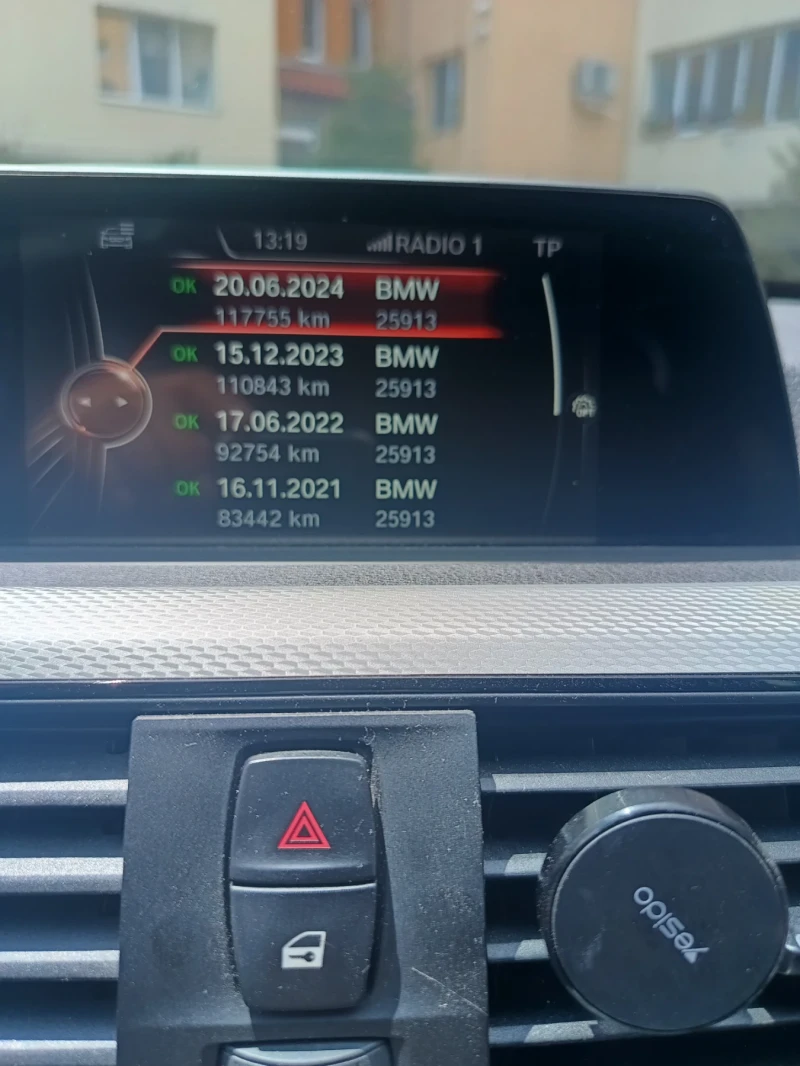 13:19 RADIO 1 TP
OK 20.06.2024 BMW
117755 km 25913
OK 15.12.2023 BMW
110843 km 25913
OK 17.06.2022 BMW
92754 km 25913
OK 16.11.2021 BMW
83442 km 25913
Yesido